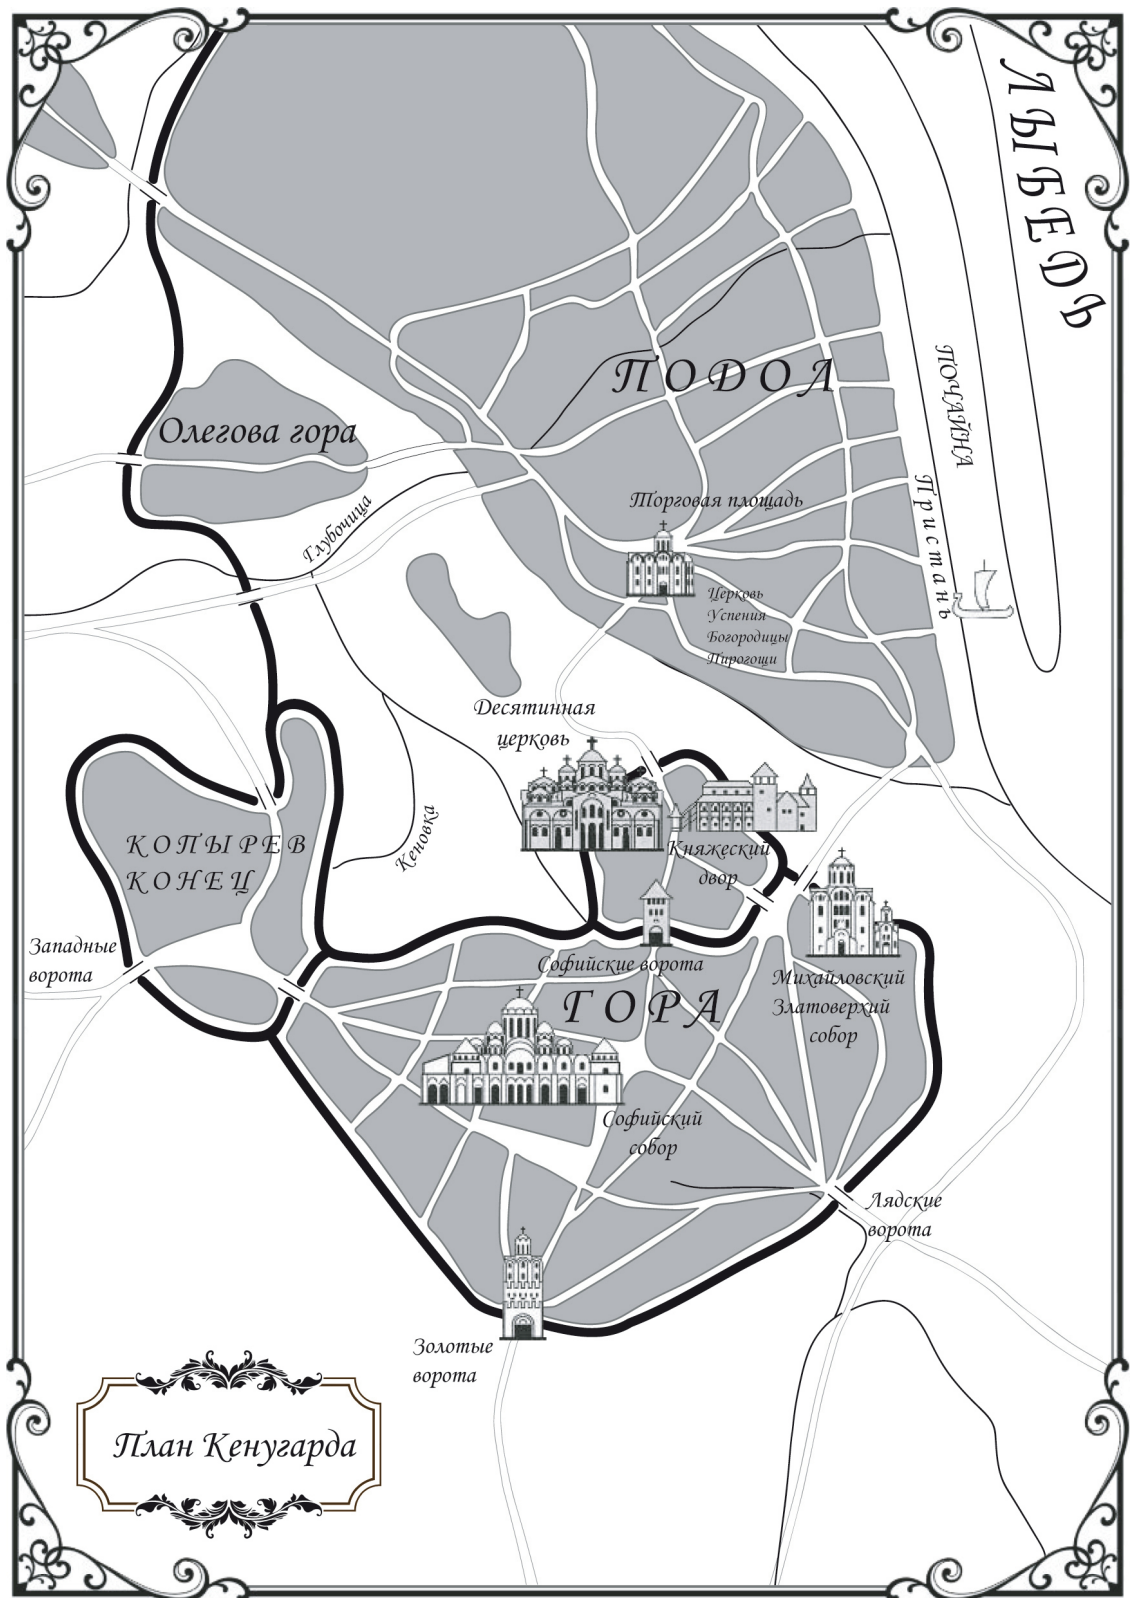 ЛЫБЕДЬ
ПОЧАЙНА
ПОДОЛ
Олегова гора
Пристань
Торговая площадь
Глубочица
Церковь
Успения
Богородицы
Пирогощи
Десятинная
церковь
Кеновка
КОПЫРЕВ
КОНЕЦ
Княжеский
двор
Западные
ворота
Софийские ворота
Михайловский
Златоверхий
собор
ГОРА
Софийский
собор
Лядские
ворота
Золотые
ворота
План Кенугарда